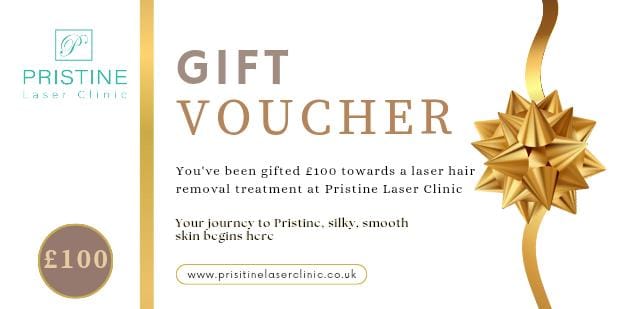 PRISTINE
Laser Clinic
GIFT
VOUCHER
You've been gifted £100 towards a laser hair
removal treatment at Pristine Laser Clinic
Your journey to Pristine, silky, smooth
skin begins here
£100
www.prisitinelaserclinic.co.uk